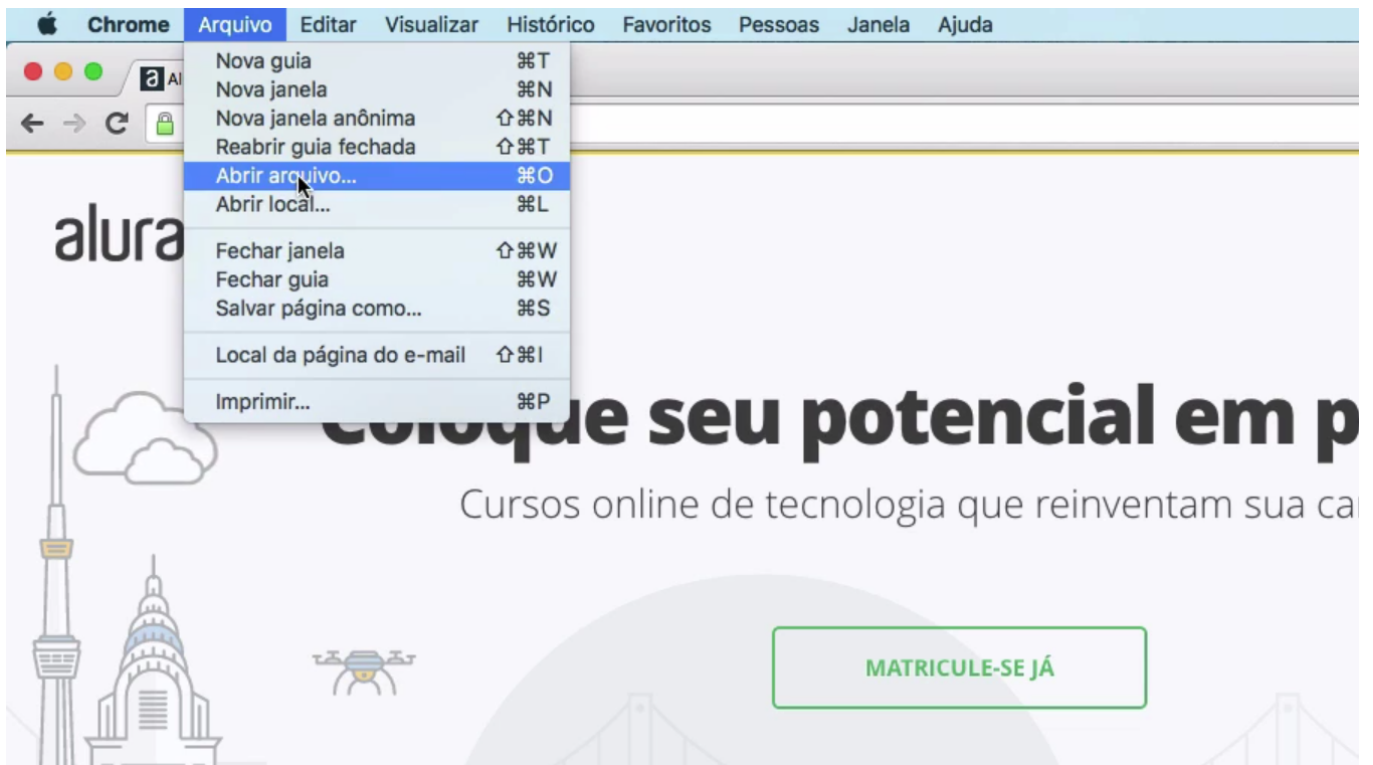 Chrome Arquivo Editar Visualizar Histórico Favoritos Pessoas Janela Ajuda
Nova guia ⌘T
Nova janela ⌘N
Nova janela anônima ⇧⌘N
Reabrir guia fechada ⇧⌘T
Abrir arquivo... ⌘O
Abrir local... ⌘L
Fechar janela ⇧⌘W
Fechar guia ⌘W
Salvar página como... ⌘S
Local da página do e-mail ⇧⌘I
Imprimir... ⌘P
a Al
alura
Coloque seu potencial em p
Cursos online de tecnologia que reinventam sua ca
MATRICULE-SE JÁ